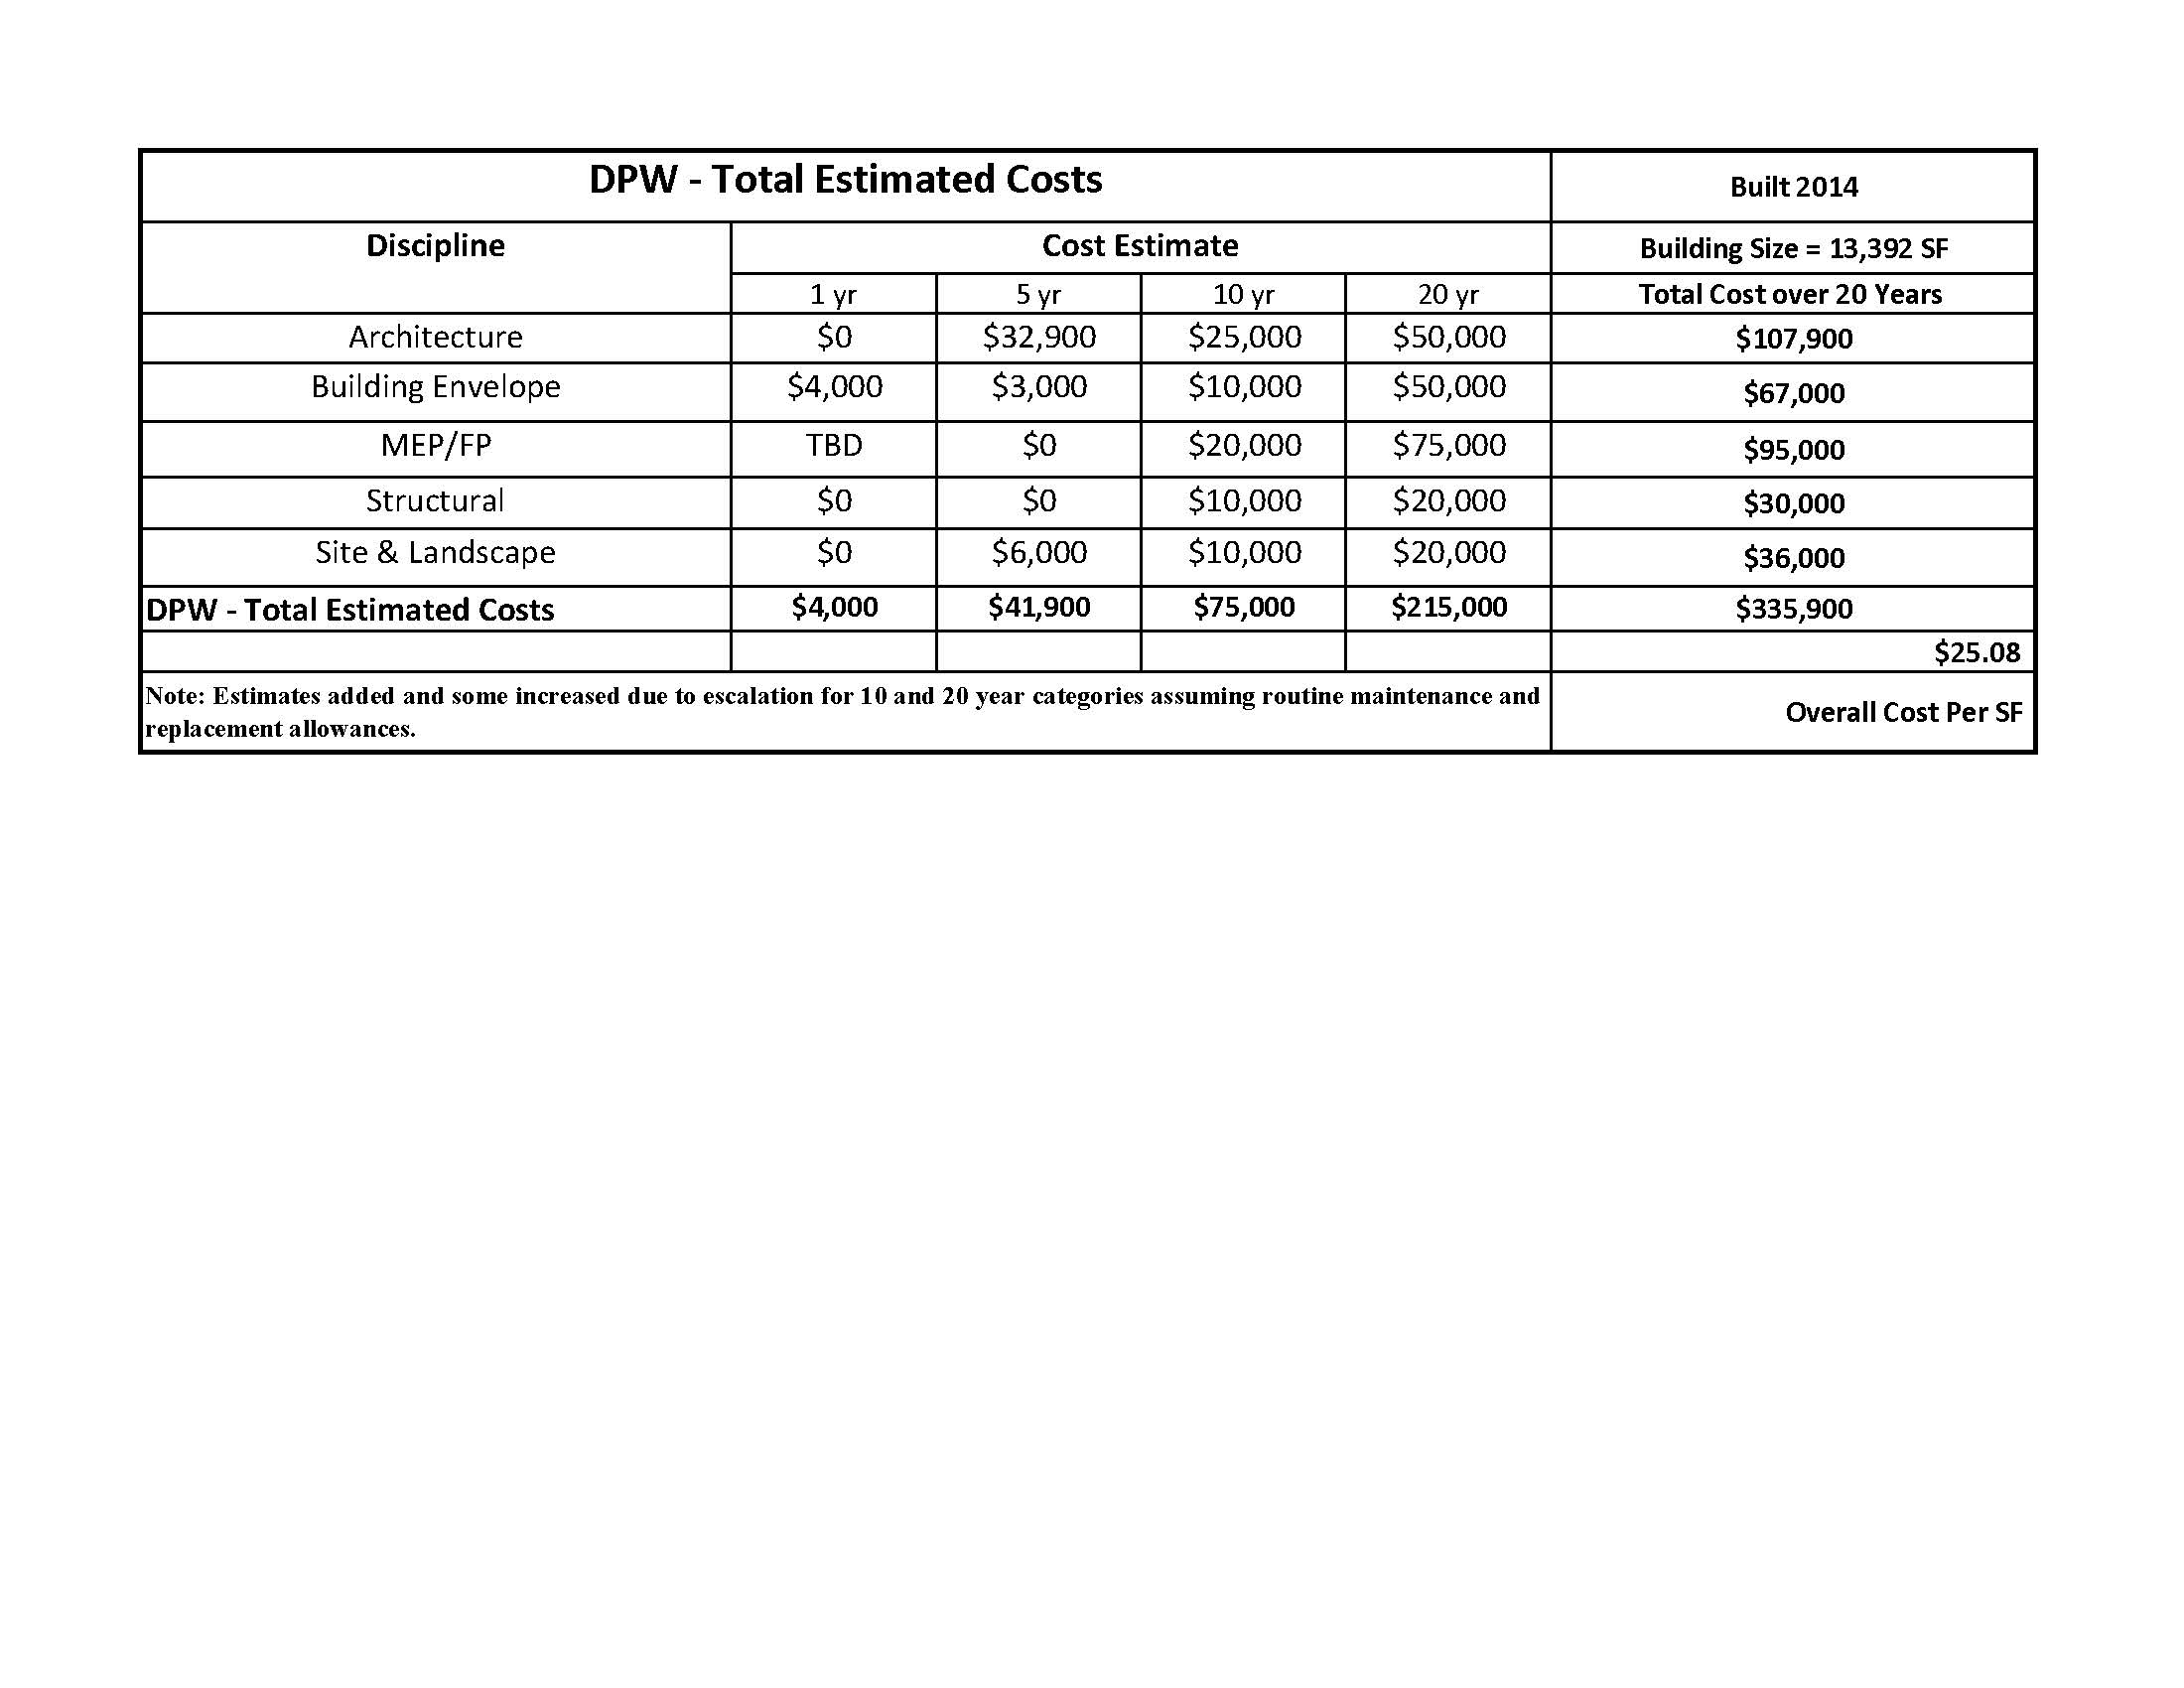 DPW - Total Estimated Costs Built 2014
Discipline Cost Estimate Building Size = 13,392 SF
1 yr 5 yr 10 yr 20 yr Total Cost over 20 Years
Architecture $0 $32,900 $25,000 $50,000 $107,900
Building Envelope $4,000 $3,000 $10,000 $50,000 $67,000
MEP/FP TBD $0 $20,000 $75,000 $95,000
Structural $0 $0 $10,000 $20,000 $30,000
Site & Landscape $0 $6,000 $10,000 $20,000 $36,000
DPW - Total Estimated Costs $4,000 $41,900 $75,000 $215,000 $335,900
$25.08
Note: Estimates added and some increased due to escalation for 10 and 20 year categories assuming routine maintenance and
replacement allowances.
Overall Cost Per SF